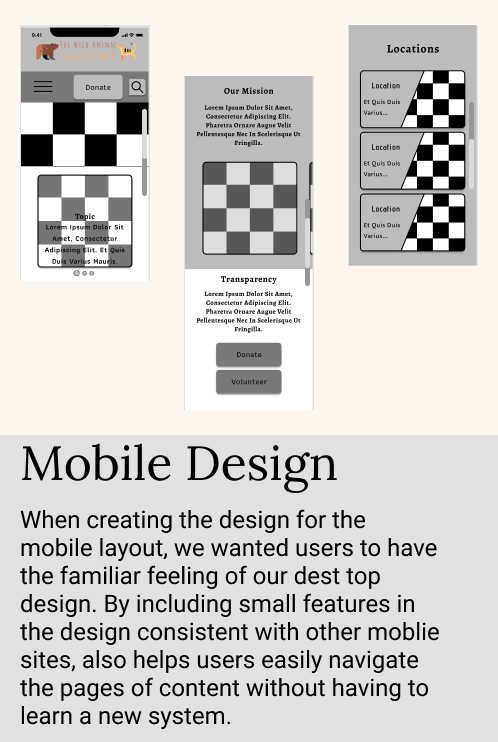 9:41
The Wild Animal
Donate
Topic
Lorem Ipsum Dolor Sit
Amet, Consectetur
Adipiscing Elit. Et Quis
Duis Varius Mauris.
Our Mission
Lorem Ipsum Dolor Sit Amet,
Consectetur Adipiscing Elit.
Pharetra Ornare Augue Velit
Pellentesque Nec In Scelerisque Ut
Fringilla.
Transparency
Lorem Ipsum Dolor Sit Amet,
Consectetur Adipiscing Elit.
Pharetra Ornare Augue Velit
Pellentesque Nec In Scelerisque Ut
Fringilla.
Donate
Volunteer
Locations
Location
Et Quis Duis
Varius...
Location
Et Quis Duis
Varius...
Location
Et Quis Duis
Varius...
Mobile Design
When creating the design for the
mobile layout, we wanted users to have
the familiar feeling of our dest top
design. By including small features in
the design consistent with other moblie
sites, also helps users easily navigate
the pages of content without having to
learn a new system.